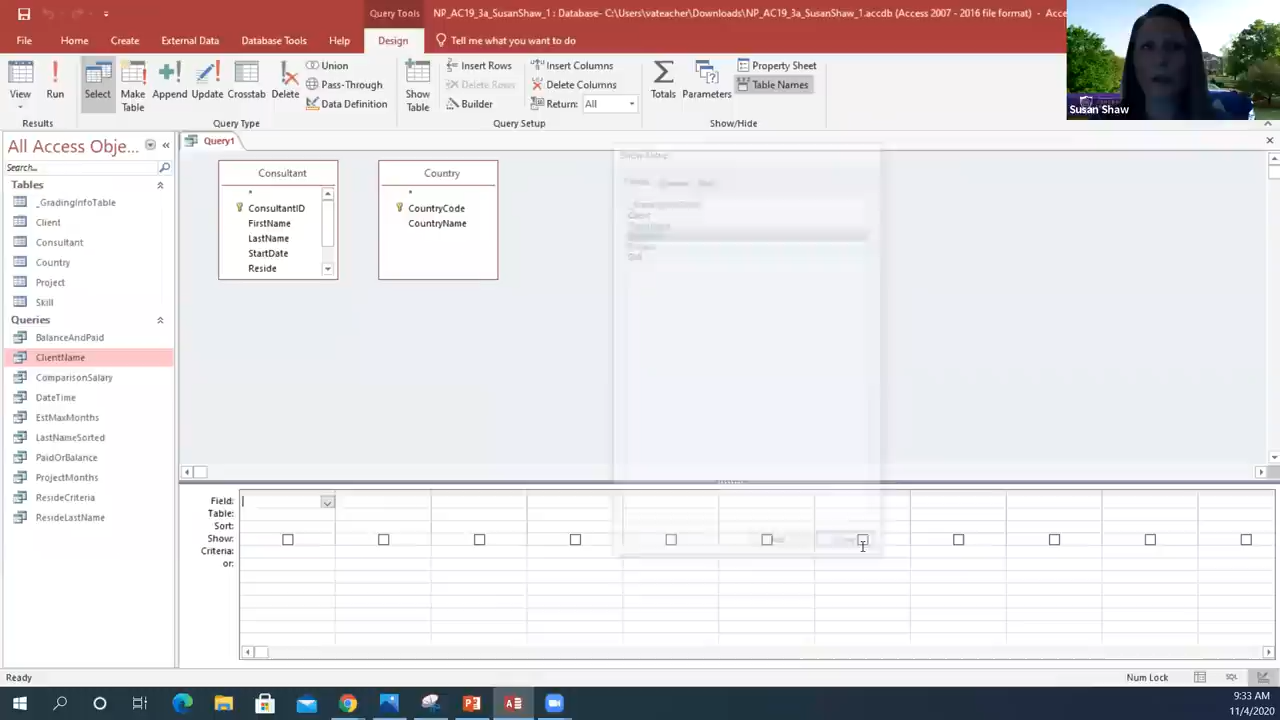 Query Tools
NP_AC19_3a_SusanShaw_1 : Database- C:\Users\vateacher\Downloads\NP_AC19_3a_SusanShaw_1.accdb (Access 2007 - 2016 file format) - Acce
File
Home
Create
External Data
Database Tools
Help
Design
Tell me what you want to do
Susan Shaw
View
Run
Select
Make Table
Append
Update
Crosstab
Delete
Union
Pass-Through
Data Definition
Show Table
Insert Rows
Delete Rows
Builder
Insert Columns
Delete Columns
Return: All
Totals
Parameters
Property Sheet
Table Names
Results
Query Type
Query Setup
Show/Hide
All Access Obje...
Search...
Tables
_GradingInfoTable
Client
Consultant
Country
Project
Skill
Queries
BalanceAndPaid
ClientName
ComparisonSalary
DateTime
EstMaxMonths
LastNameSorted
PaidOrBalance
ProjectMonths
ResideCriteria
ResideLastName
Query1
Consultant
*
ConsultantID
FirstName
LastName
StartDate
Reside
Country
*
CountryCode
CountryName
Field:
Table:
Sort:
Show:
Criteria:
or:
Ready
Num Lock
SQL
9:33 AM
11/4/2020